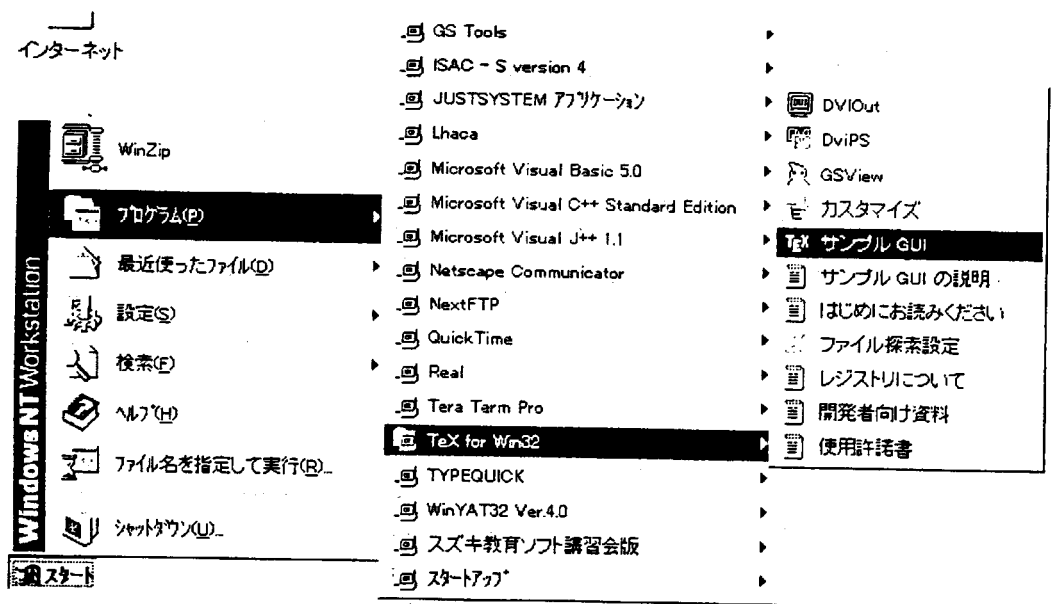 インターネット
Windows NT Workstation
WinZip
プログラム(P)
最近使ったファイル(D)
設定(S)
検索(F)
ヘルプ(H)
ファイル名を指定して実行(R)...
シャットダウン(U)...
スタート
GS Tools
ISAC - S version 4
JUSTSYSTEM アプリケーション
Lhaca
Microsoft Visual Basic 5.0
Microsoft Visual C++ Standard Edition
Microsoft Visual J++ 1.1
Netscape Communicator
NextFTP
QuickTime
Real
Tera Term Pro
TeX for Win32
TYPEQUICK
WinYAT32 Ver.4.0
スズキ教育ソフト講習会版
スタートアップ
DVIOut
DviPS
GSView
カスタマイズ
TEX サンプル GUI
サンプル GUI の説明
はじめにお読みください
ファイル探索設定
レジストリについて
開発者向け資料
使用許諾書